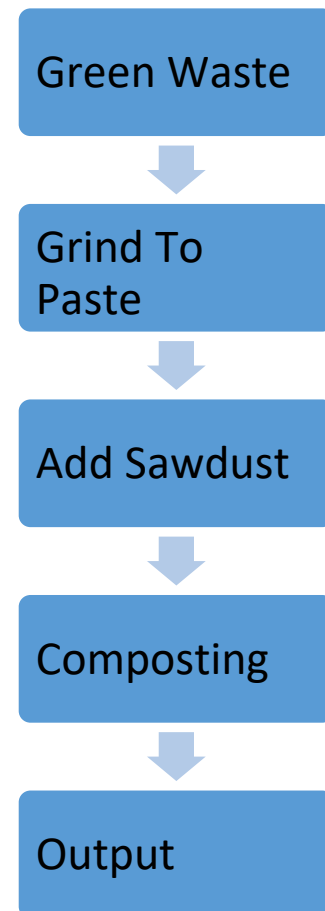 Green Waste
Grind To
Paste
Add Sawdust
Composting
Output